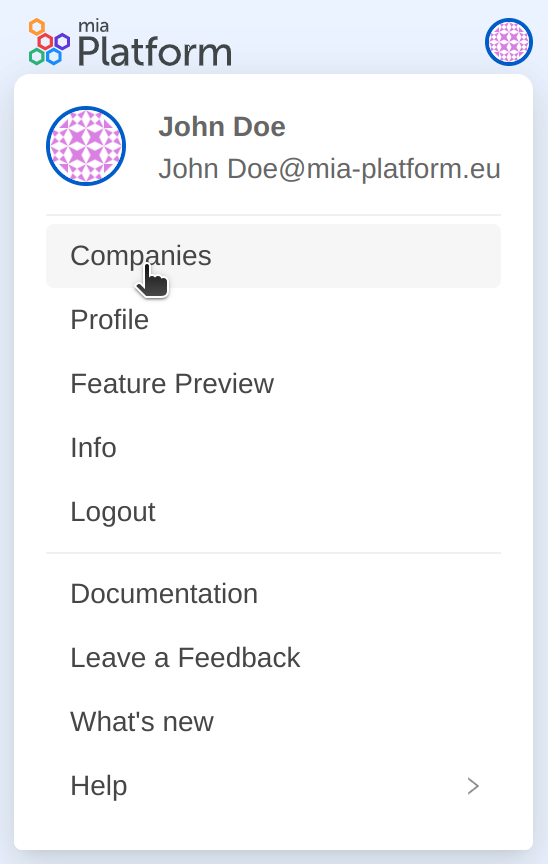 mia
Platform
John Doe
John Doe@mia-platform.eu
Companies
Profile
Feature Preview
Info
Logout
Documentation
Leave a Feedback
What's new
Help